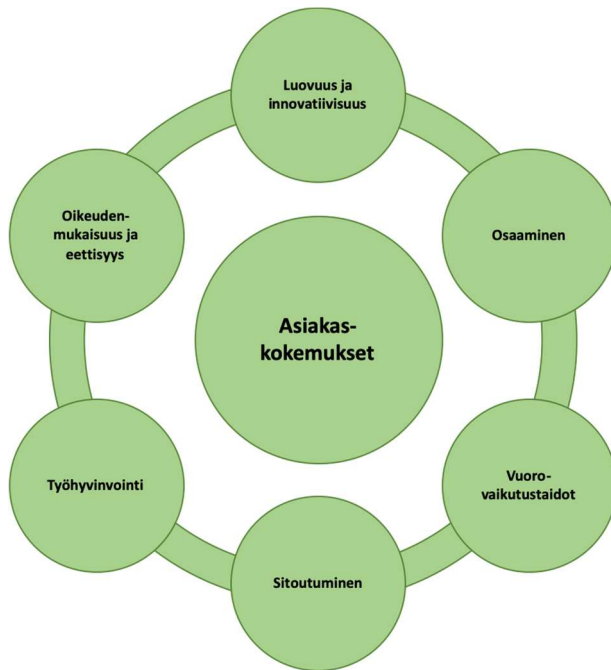 Luovuus ja
innovatiivisuus
Oikeuden-
mukaisuus ja
eettisyys
Osaaminen
Asiakas-
kokemukset
Työhyvinvointi
Vuoro-
vaikutustaidot
Sitoutuminen